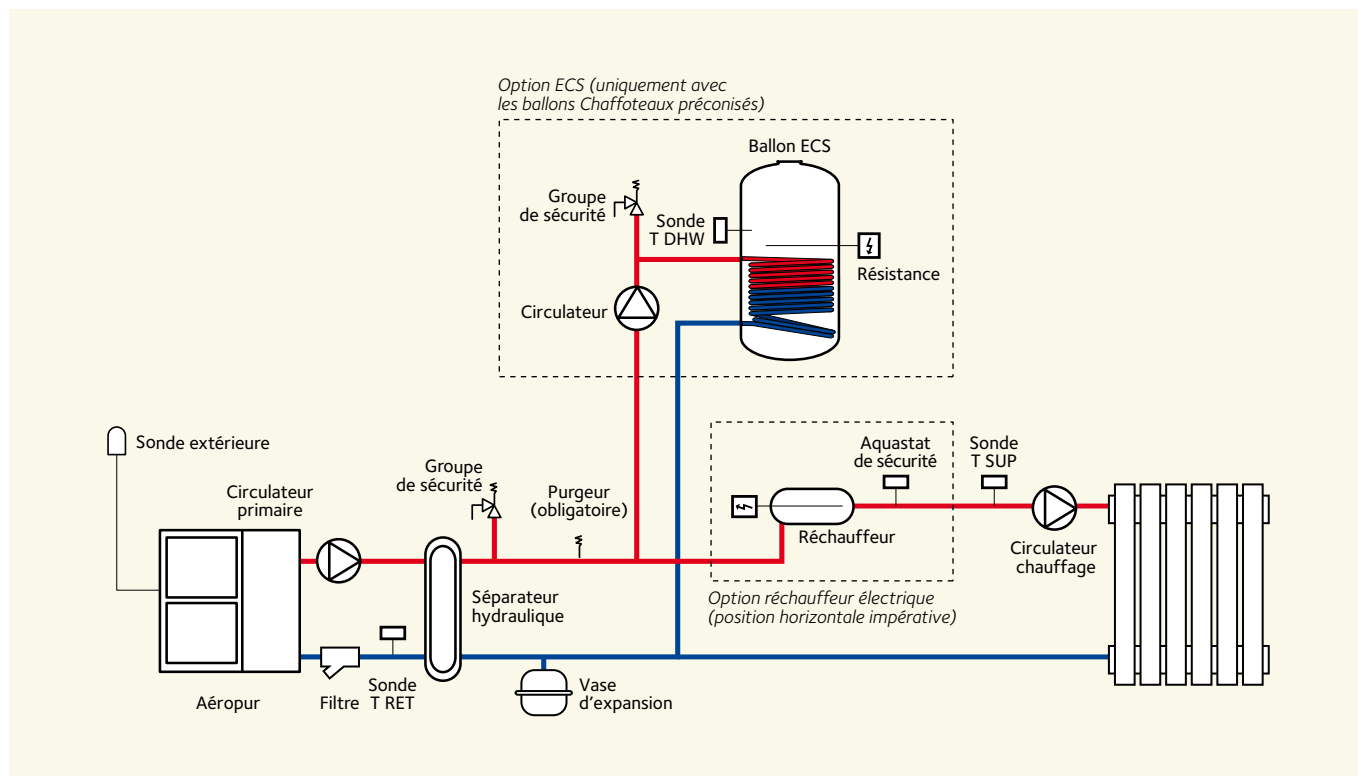 Option ECS (uniquement avec
les ballons Chaffoteaux préconisés)
Ballon ECS
Groupe
de sécurité
Sonde
T DHW
Résistance
Circulateur
Sonde extérieure
Circulateur
primaire
Groupe
de sécurité
Purgeur
(obligatoire)
Aquastat
de sécurité
Sonde
T SUP
Réchauffeur
Circulateur
chauffage
Séparateur
hydraulique
Option réchauffeur électrique
(position horizontale impérative)
Aéropur
Filtre
Sonde
T RET
Vase
d’expansion